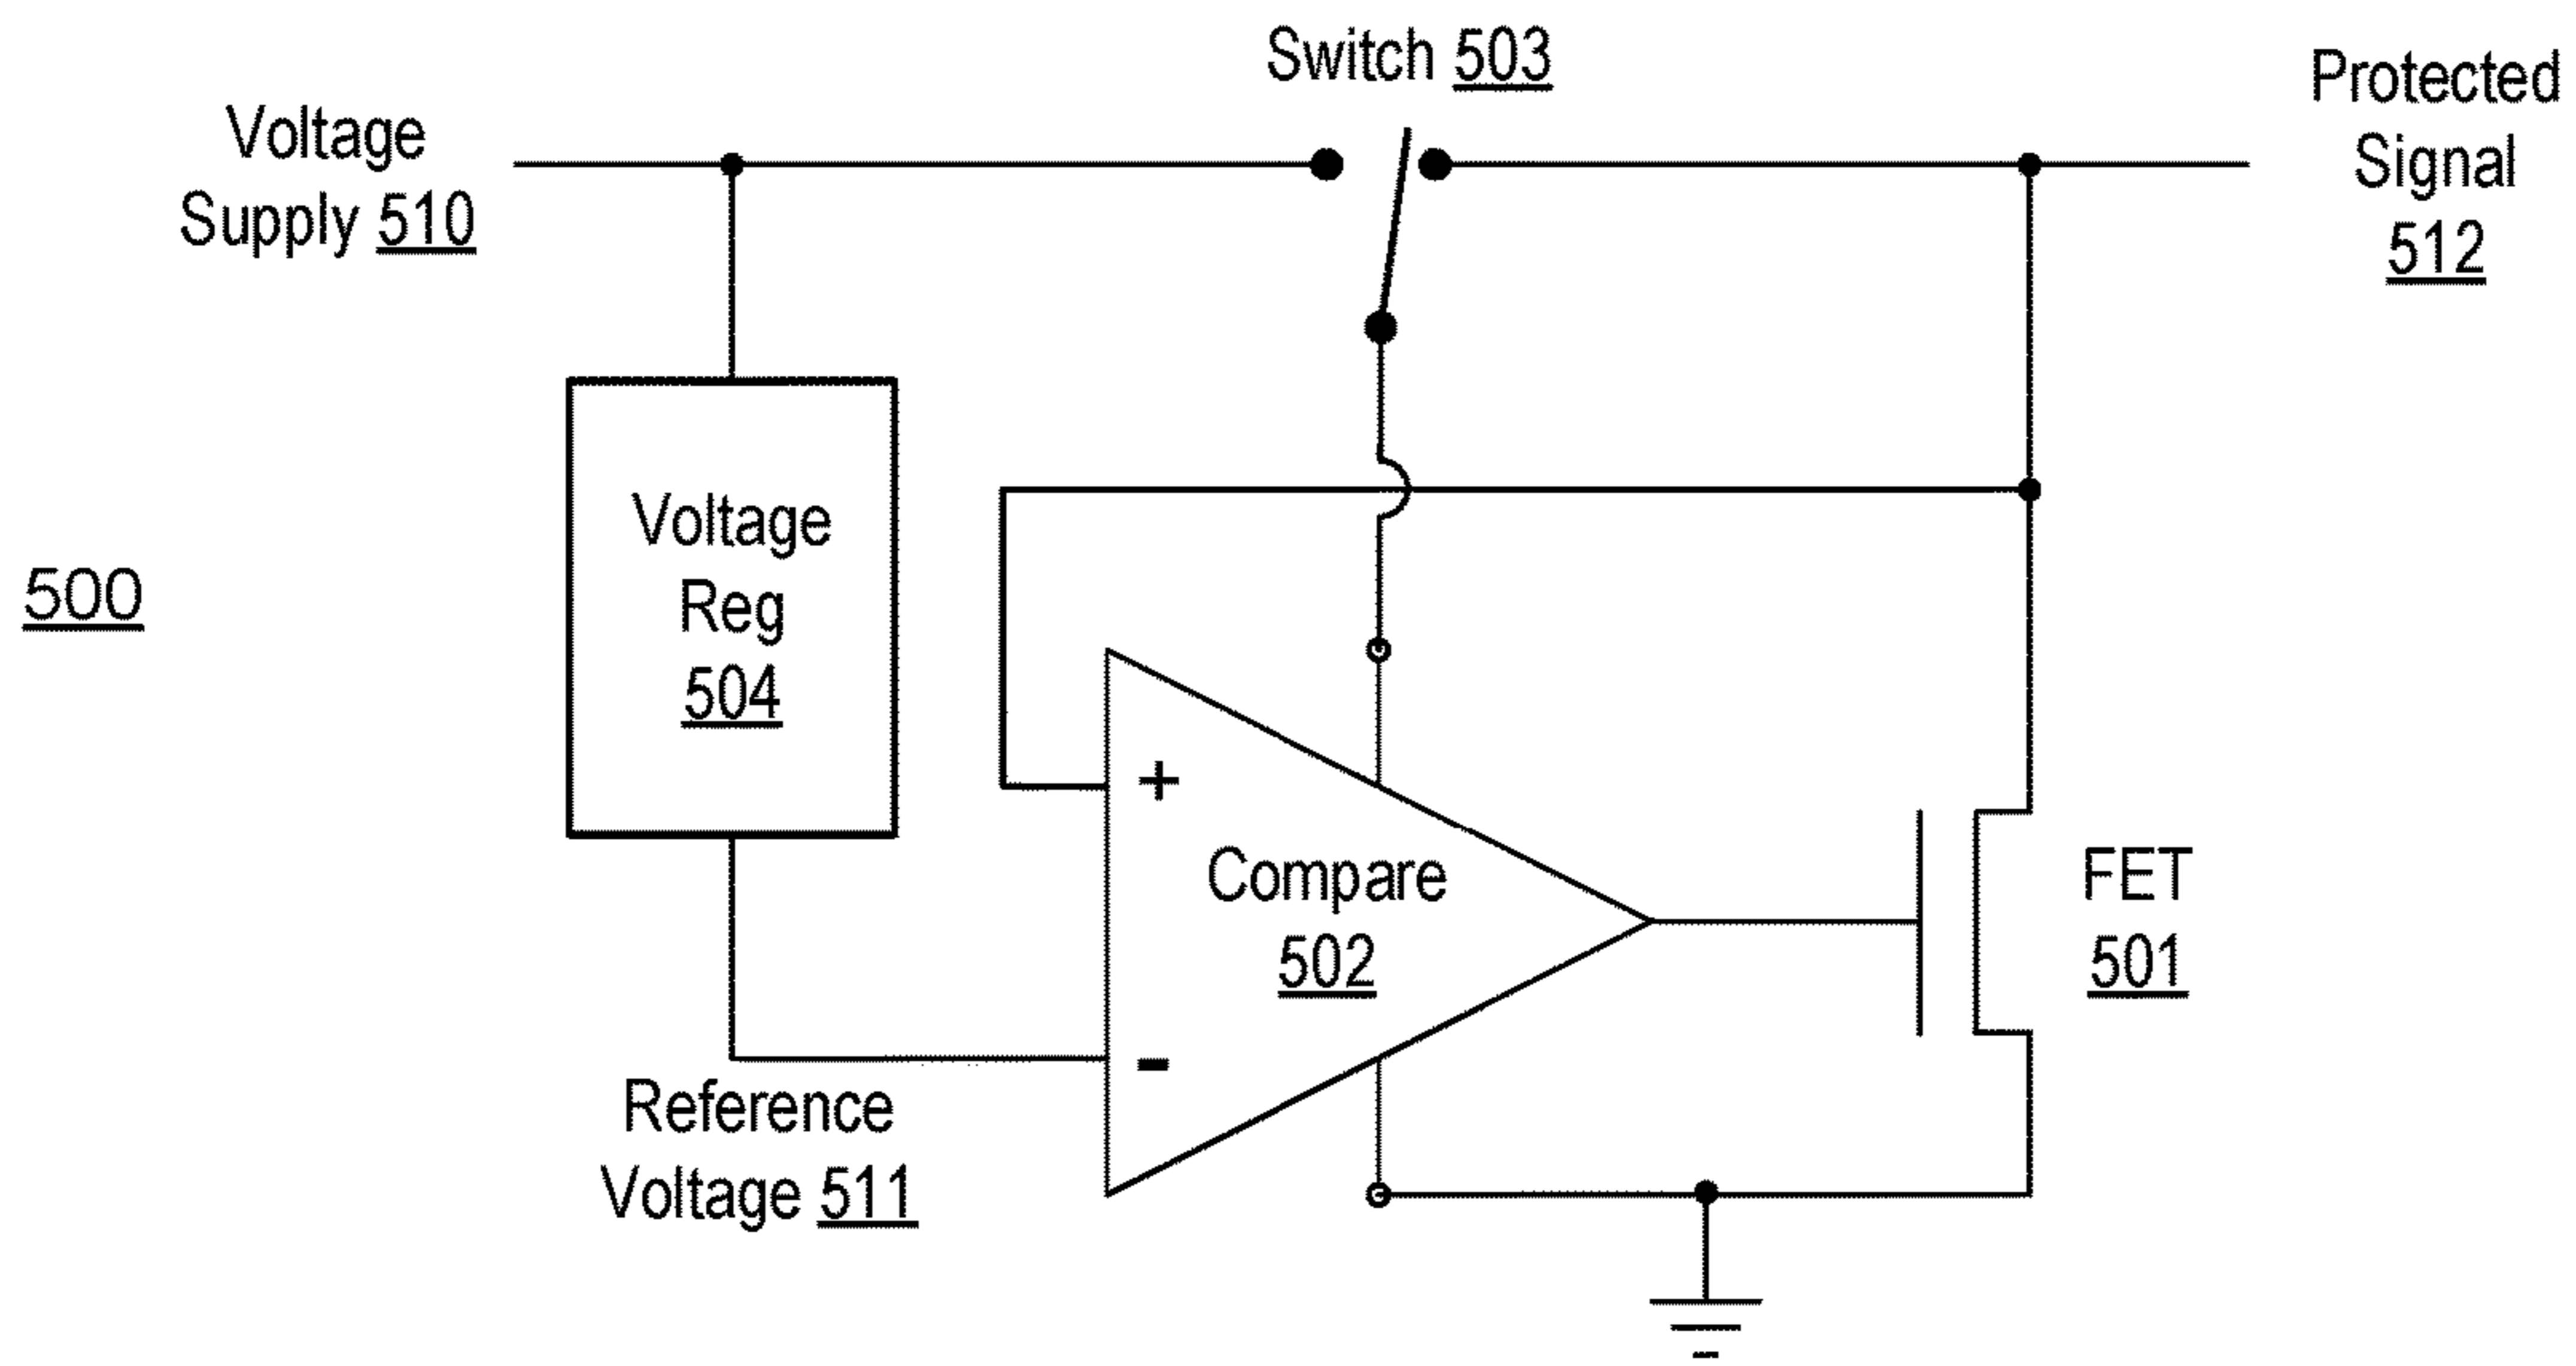 Switch 503
Voltage
Supply 510
Protected
Signal
512
500
Voltage
Reg
504
+
Compare
502
-
FET
501
Reference
Voltage 511